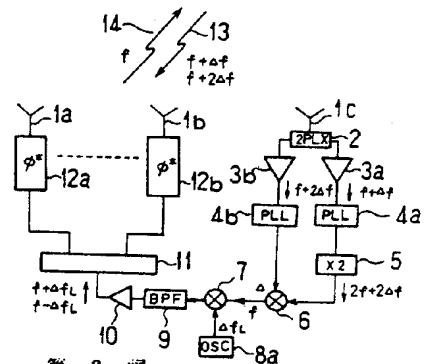 14
13
f
f+Δf
f+2Δf
1a
1b
1c
2PLX
2
φ*
12a
φ*
12b
3b
3a
f+2Δf
f+Δf
4b
PLL
PLL
4a
×2
5
2f+2Δf
11
f+Δf_L
f-Δf_L
10
BPF
9
7
Δ
f
6
Δf_L
OSC
8a